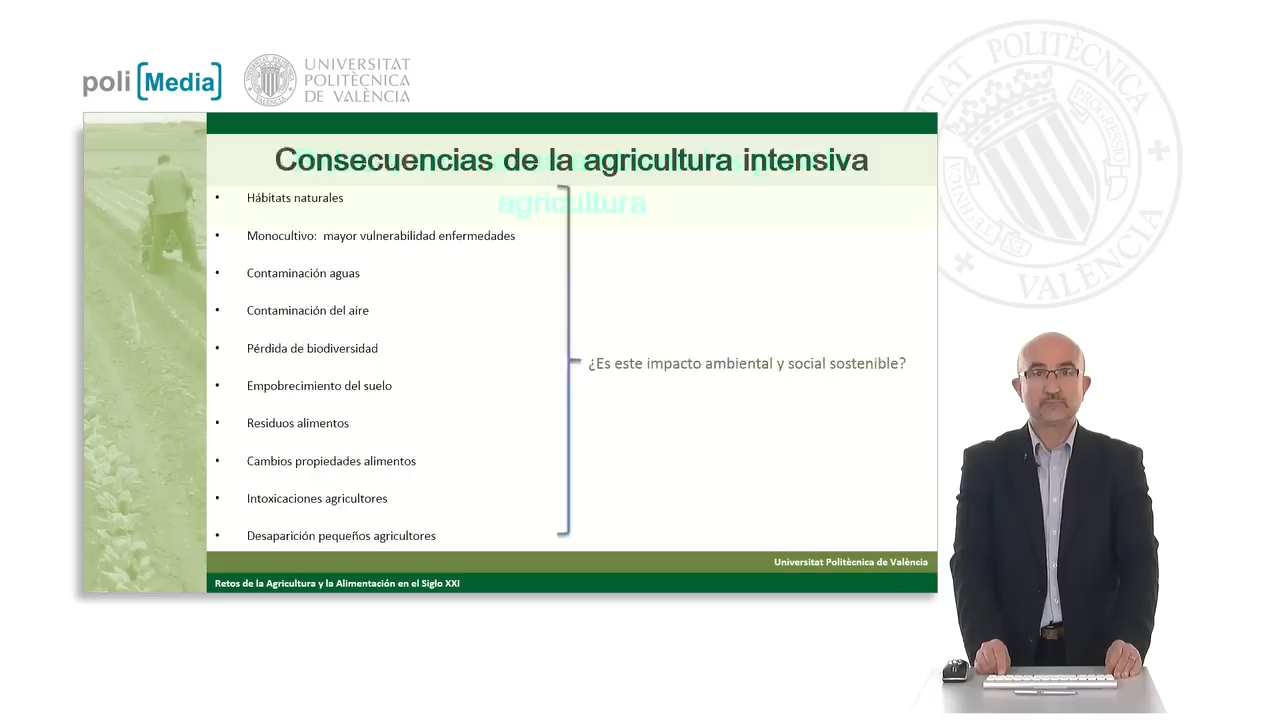 poli [Media]
UNIVERSITAT
POLITÈCNICA
DE VALÈNCIA
Consecuencias de la agricultura intensiva
agricultura
• Hábitats naturales
• Monocultivo: mayor vulnerabilidad enfermedades
• Contaminación aguas
• Contaminación del aire
• Pérdida de biodiversidad
• Empobrecimiento del suelo
• Residuos alimentos
• Cambios propiedades alimentos
• Intoxicaciones agricultores
• Desaparición pequeños agricultores
¿Es este impacto ambiental y social sostenible?
Universitat Politècnica de València
Retos de la Agricultura y la Alimentación en el Siglo XXI
POLITÈCNICA
VALÈNCIA